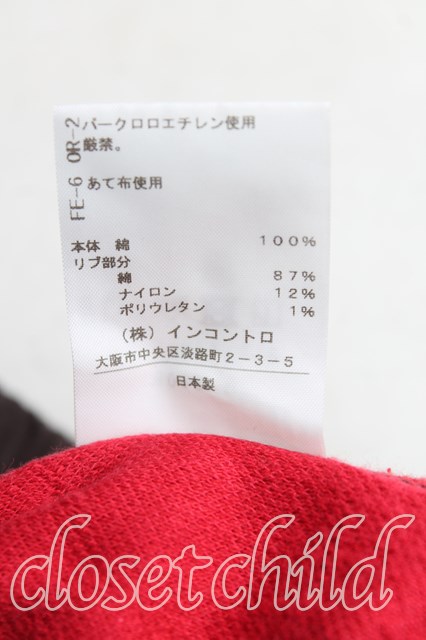 パークロロエチレン使用
厳禁。
あて布使用
FE-6 OR-2
本体 綿 100%
リブ部分
綿 87%
ナイロン 12%
ポリウレタン 1%
(株)インコントロ
大阪市中央区淡路町2-3-5
日本製
closet child